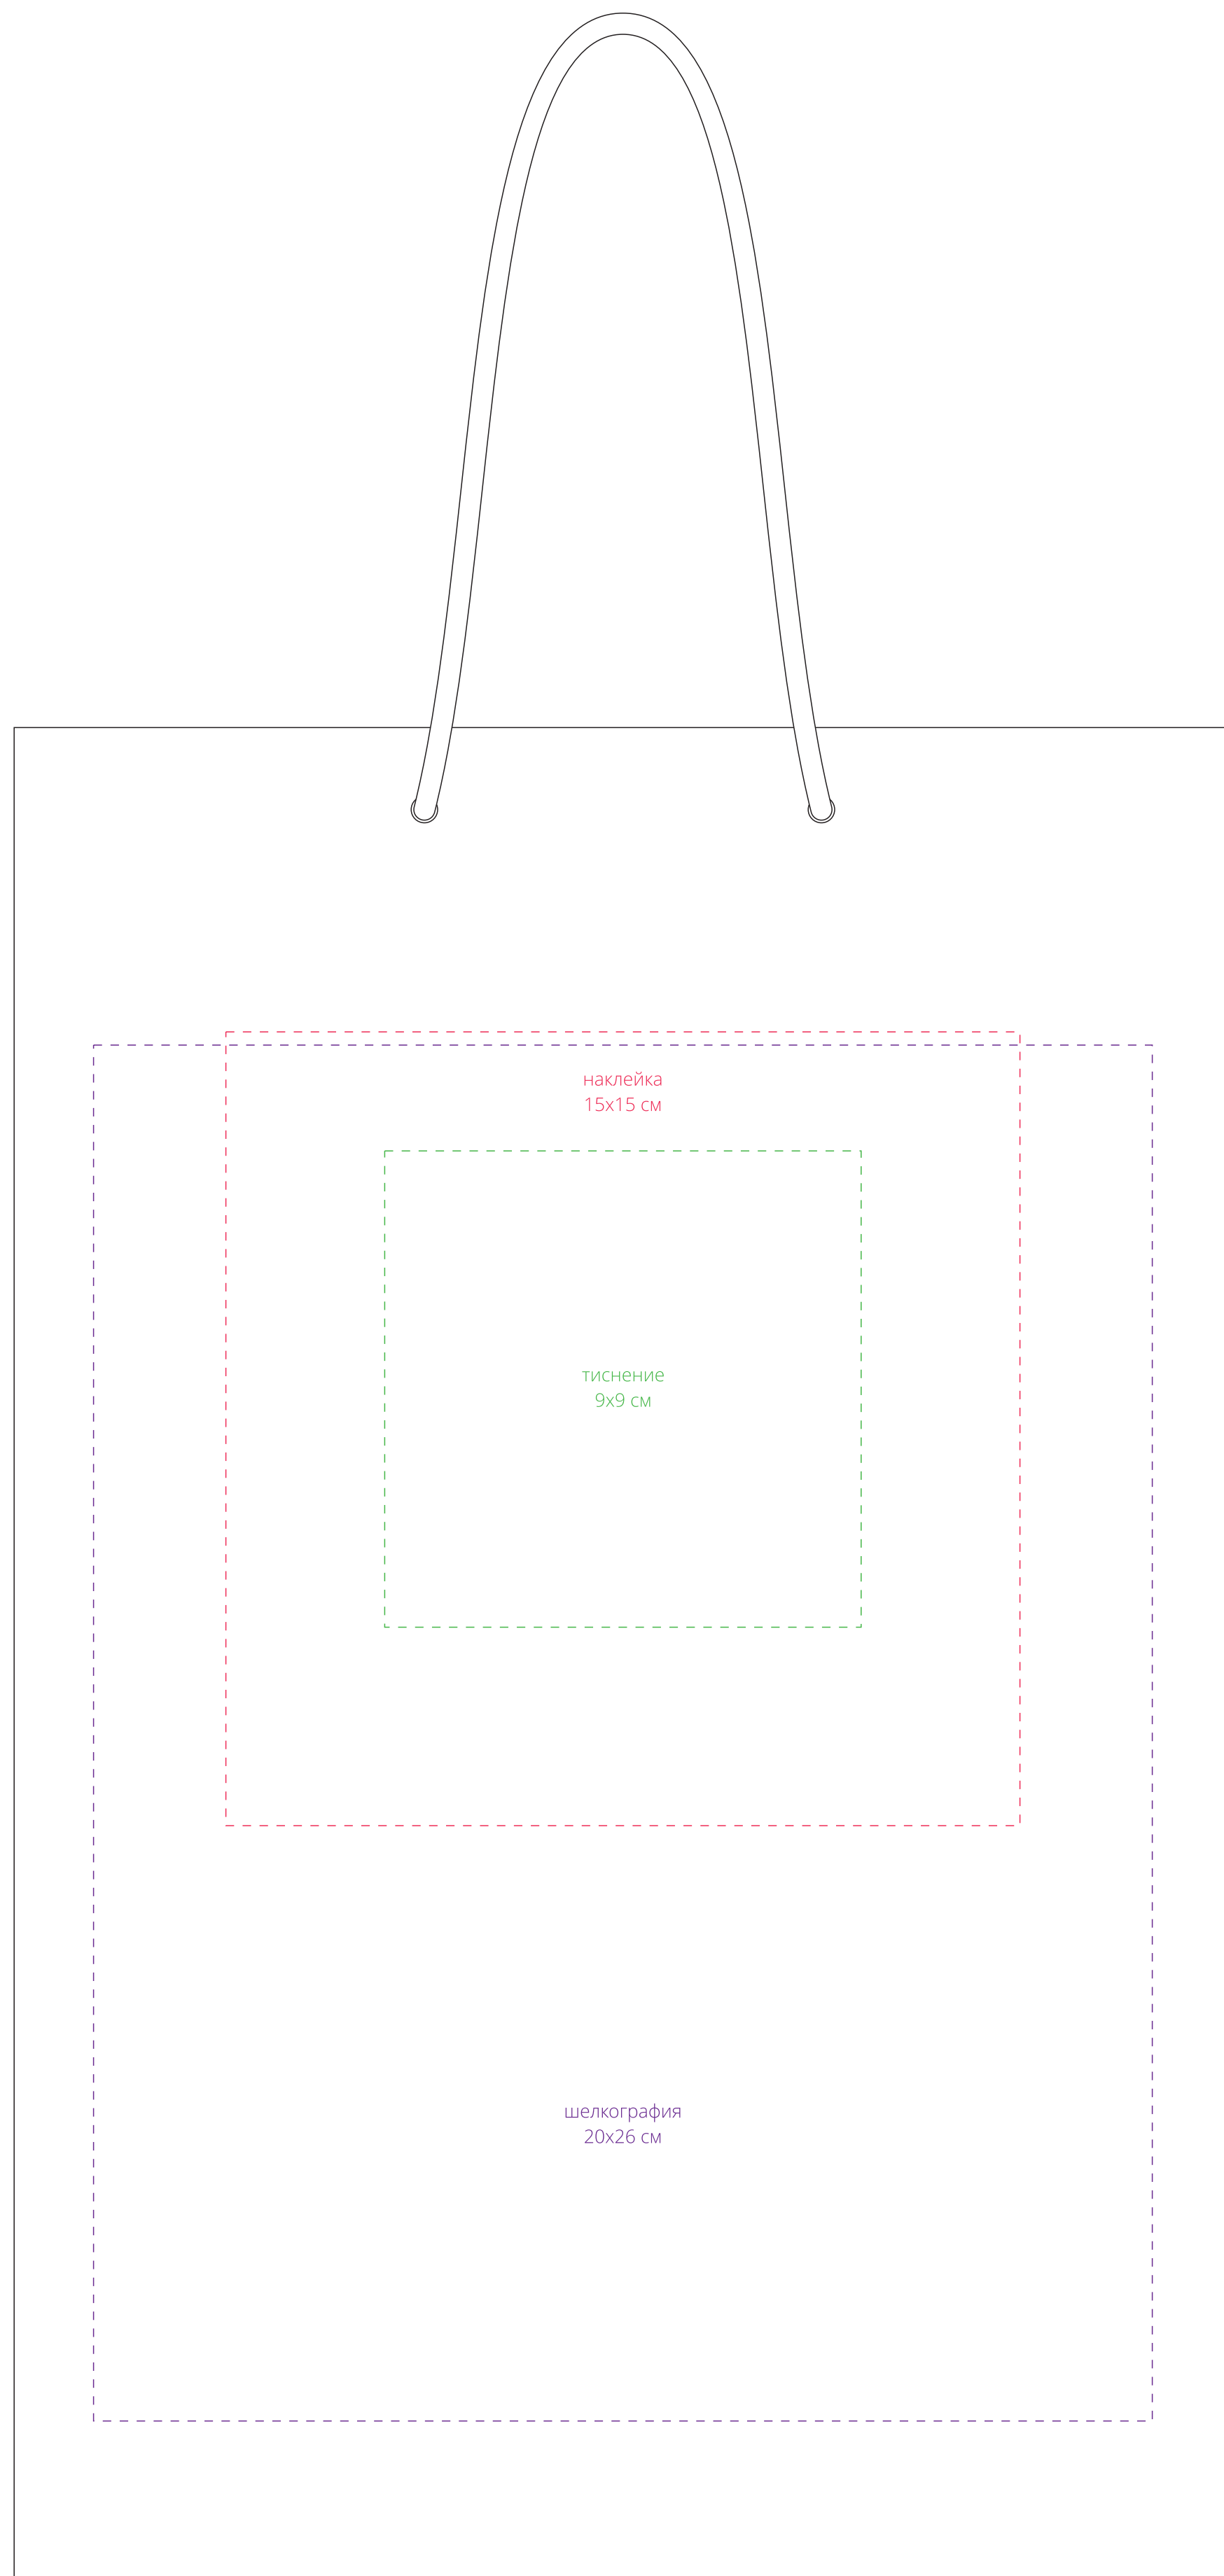 наклейка
15х15 см
тиснение
9х9 см
шелкография
20х26 см